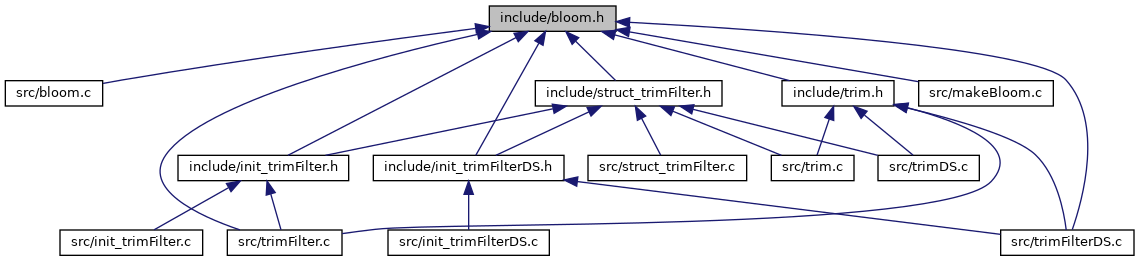 include/bloom.h
src/bloom.c
include/struct_trimFilter.h
include/trim.h
src/makeBloom.c
include/init_trimFilter.h
include/init_trimFilterDS.h
src/struct_trimFilter.c
src/trim.c
src/trimDS.c
src/init_trimFilter.c
src/trimFilter.c
src/init_trimFilterDS.c
src/trimFilterDS.c